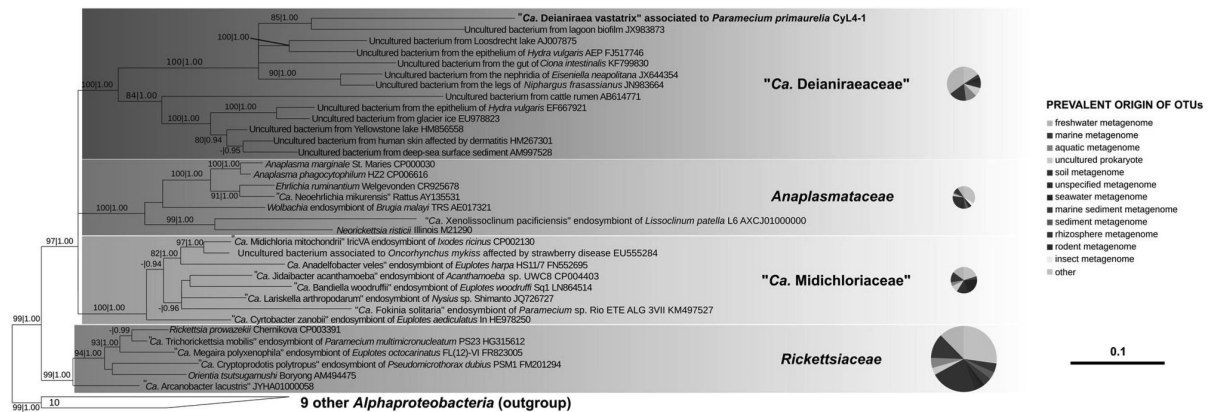 85|1.00
"Ca. Deianiraea vastatrix" associated to Paramecium primaurelia CyL4-1
Uncultured bacterium from lagoon biofilm JX983873
Uncultured bacterium from Loosdrecht lake AJ007875
100|1.00
Uncultured bacterium from the epithelium of Hydra vulgaris AEP FJ517746
100|1.00
Uncultured bacterium from the gut of Ciona intestinalis KF799830
90|1.00
Uncultured bacterium from the nephridia of Eiseniella neapolitana JX644354
Uncultured bacterium from the legs of Niphargus frasassianus JN983664
100|1.00
84|1.00
Uncultured bacterium from cattle rumen AB614771
100|1.00
Uncultured bacterium from the epithelium of Hydra vulgaris EF667921
Uncultured bacterium from glacier ice EU978823
Uncultured bacterium from Yellowstone lake HM856558
80|0.94
Uncultured bacterium from human skin affected by dermatitis HM267301
-|0.95
Uncultured bacterium from deep-sea surface sediment AM997528
"Ca. Deianiraeaceae"
100|1.00
Anaplasma marginale St. Maries CP000030
Anaplasma phagocytophilum HZ2 CP006616
100|1.00
Ehrlichia ruminantium Welgevonden CR925678
91|1.00
"Ca. Neoehrlichia mikurensis" Rattus AY135531
Wolbachia endosymbiont of Brugia malayi TRS AE017321
100|1.00
99|1.00
"Ca. Xenolissoclinum pacificiensis" endosymbiont of Lissoclinum patella L6 AXCJ01000000
Neorickettsia risticii Illinois M21290
Anaplasmataceae
97|1.00
97|1.00
"Ca. Midichloria mitochondrii" IricVA endosymbiont of Ixodes ricinus CP002130
82|1.00
Uncultured bacterium associated to Oncorhynchus mykiss affected by strawberry disease EU555284
-|0.94
"Ca. Anadelfobacter veles" endosymbiont of Euplotes harpa HS11/7 FN552695
"Ca. Jidaibacter acanthamoeba" endosymbiont of Acanthamoeba sp. UWC8 CP004403
"Ca. Bandiella woodruffii" endosymbiont of Euplotes woodruffi Sq1 LN864514
"Ca. Lariskella arthropodarum" endosymbiont of Nysius sp. Shimanto JQ726727
100|1.00
-|0.96
"Ca. Fokinia solitaria" endosymbiont of Paramecium sp. Rio ETE ALG 3VII KM497527
"Ca. Cyrtobacter zanobii" endosymbiont of Euplotes aediculatus In HE978250
"Ca. Midichloriaceae"
99|1.00
-|0.99
Rickettsia prowazekii Chernikova CP003391
93|1.00
"Ca. Trichorickettsia mobilis" endosymbiont of Paramecium multimicronucleatum PS23 HG315612
94|1.00
"Ca. Megaira polyxenophila" endosymbiont of Euplotes octocarinatus FL(12)-VI FR823005
"Ca. Cryptoprodotis polytropus" endosymbiont of Pseudomicrothorax dubius PSM1 FM201294
99|1.00
Orientia tsutsugamushi Boryong AM494475
"Ca. Arcanobacter lacustris" JYHA01000058
Rickettsiaceae
99|1.00
10
9 other Alphaproteobacteria (outgroup)
PREVALENT ORIGIN OF OTUs
freshwater metagenome
marine metagenome
aquatic metagenome
uncultured prokaryote
soil metagenome
unspecified metagenome
seawater metagenome
marine sediment metagenome
sediment metagenome
rhizosphere metagenome
rodent metagenome
insect metagenome
other
0.1